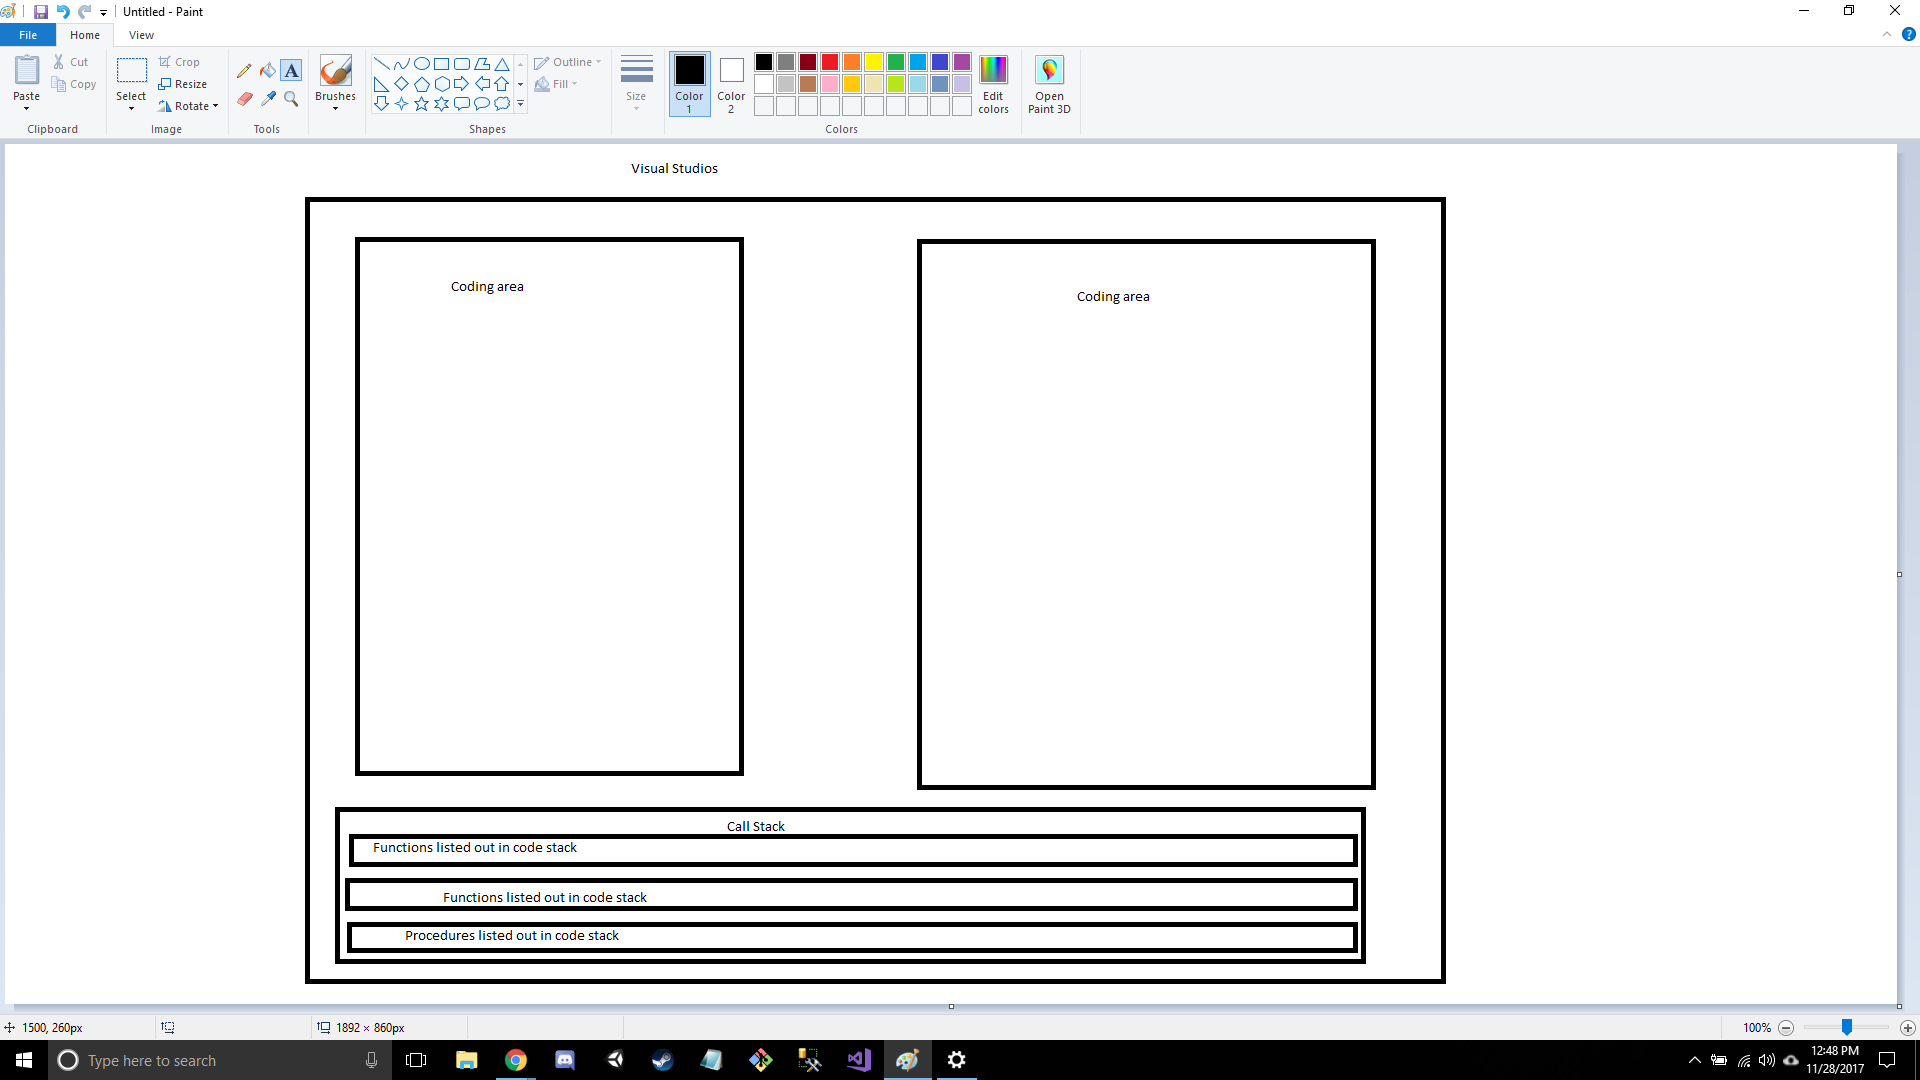 Untitled - Paint
File Home View
Paste
Cut
Copy
Clipboard
Select
Crop
Resize
Rotate
Image
Tools
Brushes
Shapes
Outline
Fill
Size
Color 1
Color 2
Edit colors
Colors
Open Paint 3D
Visual Studios
Coding area
Coding area
Call Stack
Functions listed out in code stack
Functions listed out in code stack
Procedures listed out in code stack
1500, 260px
1892 × 860px
100%
Type here to search
12:48 PM
11/28/2017